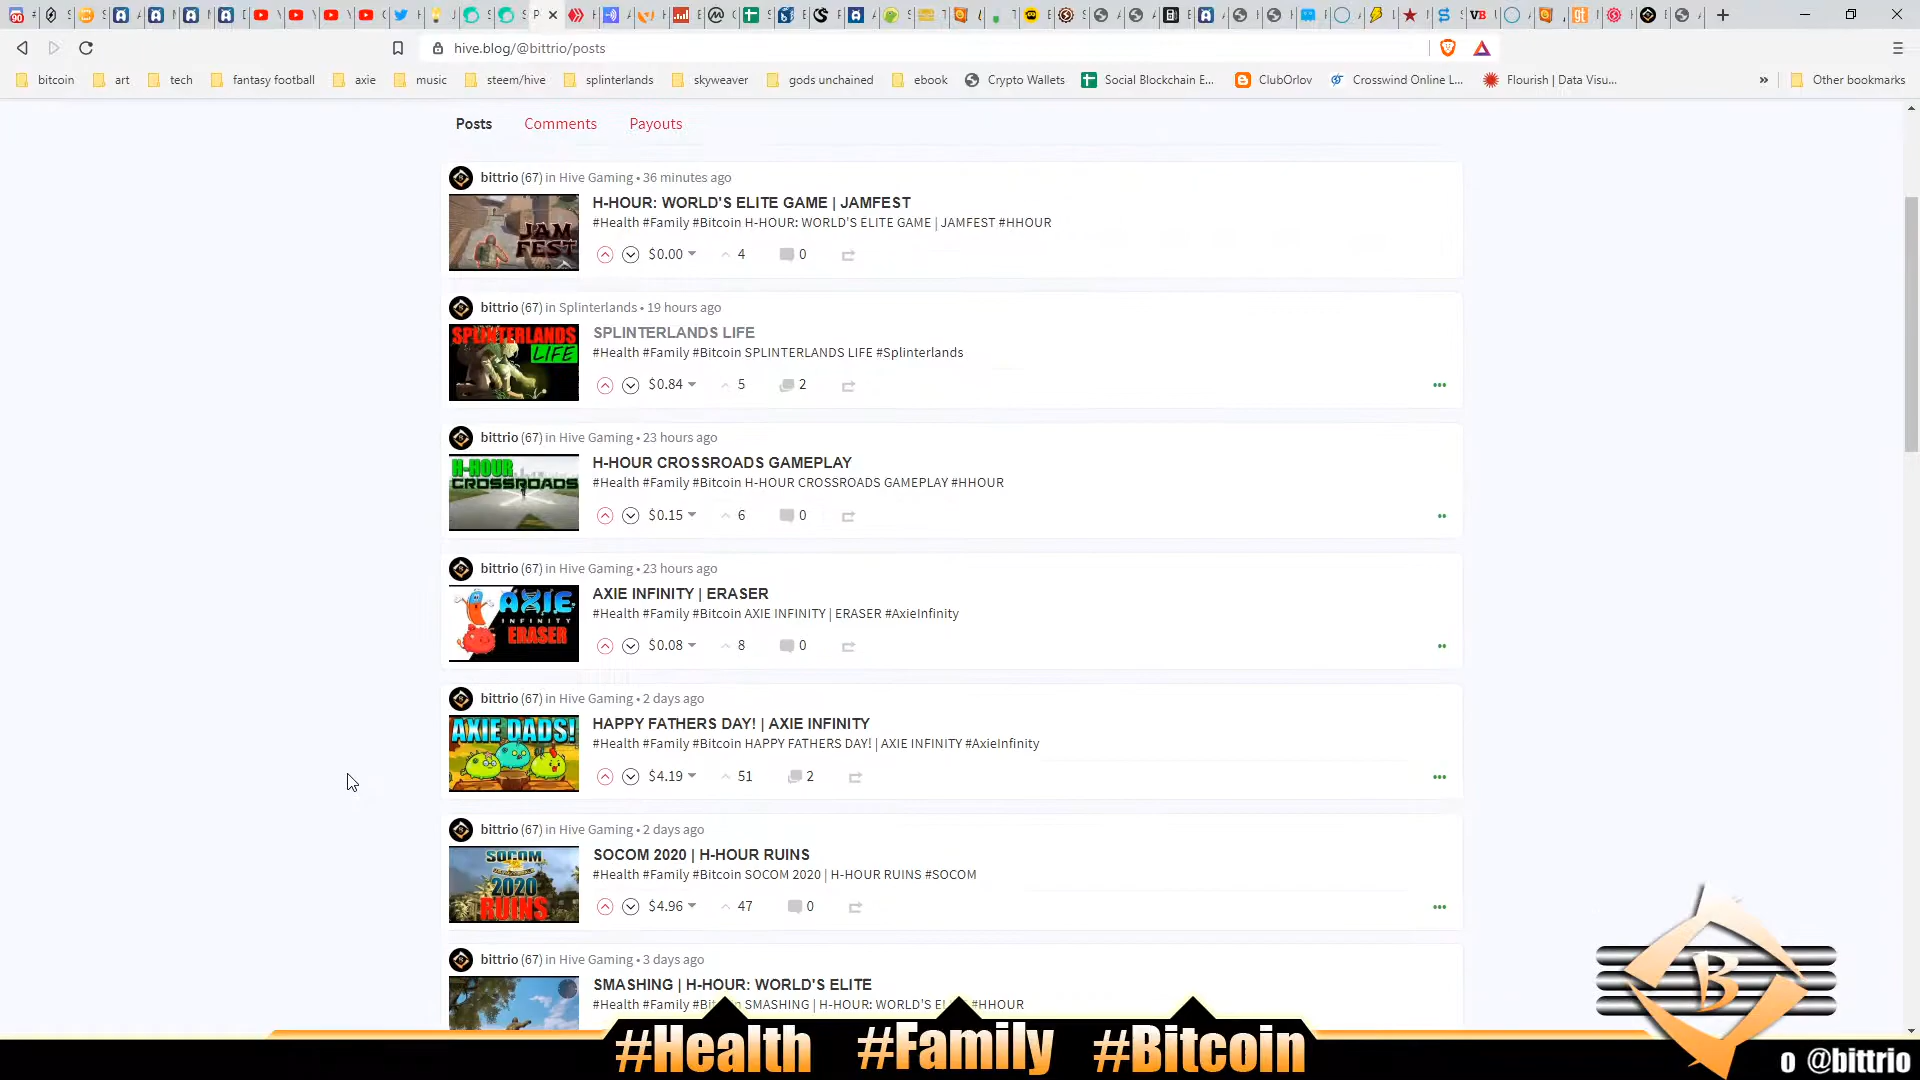 hive.blog/@bittrio/posts
bitcoin art tech fantasy football axie music steem/hive splinterlands skyweaver gods unchained ebook Crypto Wallets Social Blockchain E... ClubOrlov Crosswind Online L... Flourish | Data Visu... » Other bookmarks
Posts Comments Payouts
bittrio (67) in Hive Gaming • 36 minutes ago
H-HOUR: WORLD'S ELITE GAME | JAMFEST
#Health #Family #Bitcoin H-HOUR: WORLD'S ELITE GAME | JAMFEST #HHOUR
JAM
FEST
$0.00 4 0
bittrio (67) in Splinterlands • 19 hours ago
SPLINTERLANDS
LIFE
SPLINTERLANDS LIFE
#Health #Family #Bitcoin SPLINTERLANDS LIFE #Splinterlands
$0.84 5 2
bittrio (67) in Hive Gaming • 23 hours ago
H-HOUR
CROSSROADS
H-HOUR CROSSROADS GAMEPLAY
#Health #Family #Bitcoin H-HOUR CROSSROADS GAMEPLAY #HHOUR
$0.15 6 0
bittrio (67) in Hive Gaming • 23 hours ago
AXIE
INFINITY
ERASER
AXIE INFINITY | ERASER
#Health #Family #Bitcoin AXIE INFINITY | ERASER #AxieInfinity
$0.08 8 0
bittrio (67) in Hive Gaming • 2 days ago
AXIE DADS!
HAPPY FATHERS DAY! | AXIE INFINITY
#Health #Family #Bitcoin HAPPY FATHERS DAY! | AXIE INFINITY #AxieInfinity
$4.19 51 2
bittrio (67) in Hive Gaming • 2 days ago
SOCOM
2020
RUINS
SOCOM 2020 | H-HOUR RUINS
#Health #Family #Bitcoin SOCOM 2020 | H-HOUR RUINS #SOCOM
$4.96 47 0
bittrio (67) in Hive Gaming • 3 days ago
SMASHING | H-HOUR: WORLD'S ELITE
#Health #Family #Bitcoin SMASHING | H-HOUR: WORLD'S #HHOUR
B
#Health #Family #Bitcoin
o @bittrio